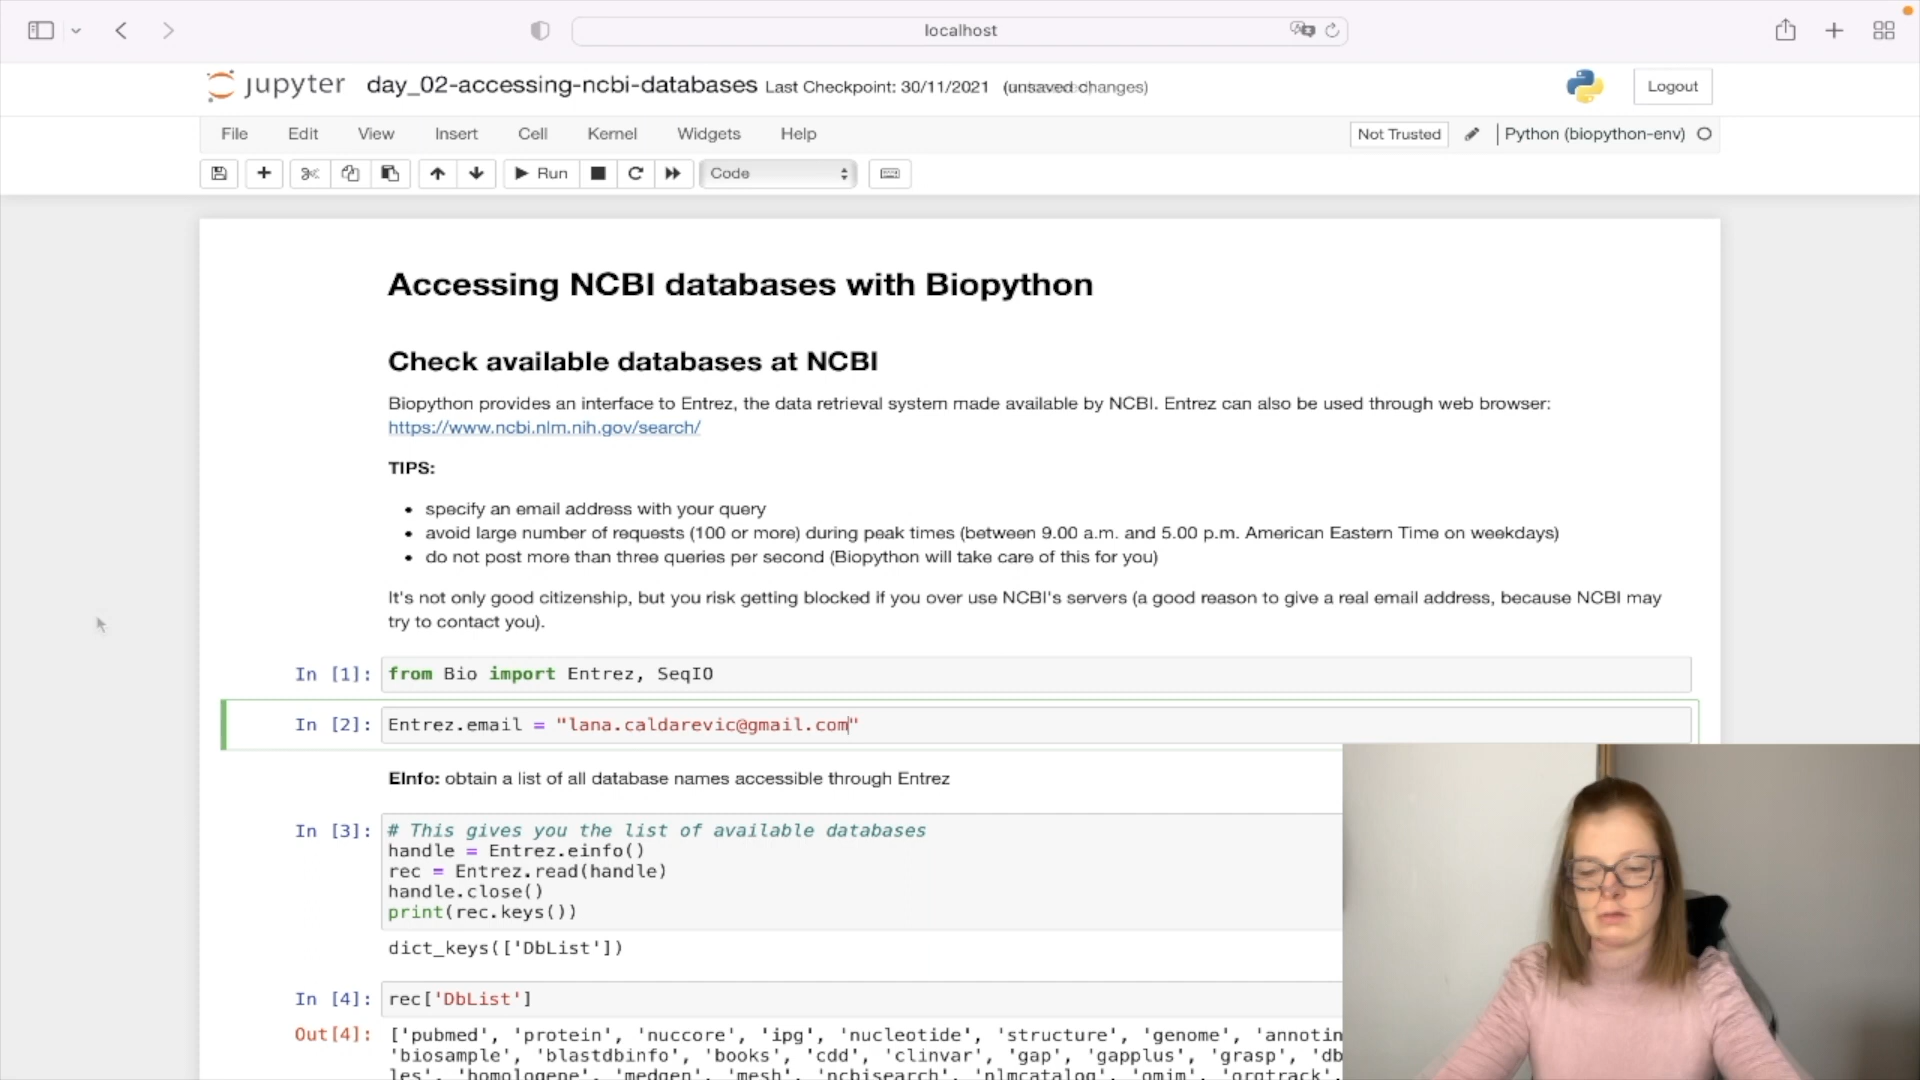 localhost
jupyter day_02-accessing-ncbi-databases Last Checkpoint: 30/11/2021 (unsaved changes)
Logout
File Edit View Insert Cell Kernel Widgets Help
Not Trusted
Python (biopython-env)
Run
Code
Accessing NCBI databases with Biopython
Check available databases at NCBI
Biopython provides an interface to Entrez, the data retrieval system made available by NCBI. Entrez can also be used through web browser:
https://www.ncbi.nlm.nih.gov/search/
TIPS:
• specify an email address with your query
• avoid large number of requests (100 or more) during peak times (between 9.00 a.m. and 5.00 p.m. American Eastern Time on weekdays)
• do not post more than three queries per second (Biopython will take care of this for you)
It's not only good citizenship, but you risk getting blocked if you over use NCBI's servers (a good reason to give a real email address, because NCBI may
try to contact you).
In [1]: from Bio import Entrez, SeqIO
In [2]: Entrez.email = "lana.caldarevic@gmail.com"
EInfo: obtain a list of all database names accessible through Entrez
In [3]: # This gives you the list of available databases
handle = Entrez.einfo()
rec = Entrez.read(handle)
handle.close()
print(rec.keys())
dict_keys(['DbList'])
In [4]: rec['DbList']
Out[4]: ['pubmed', 'protein', 'nuccore', 'ipg', 'nucleotide', 'structure', 'genome', 'annotin
'biosample', 'blastdbinfo', 'books', 'cdd', 'clinvar', 'gap', 'gapplus', 'grasp', 'db
les', 'homologene', 'medgen', 'mesh', 'ncbisearch', 'nlmcatalog', 'omim', 'orgtrack',